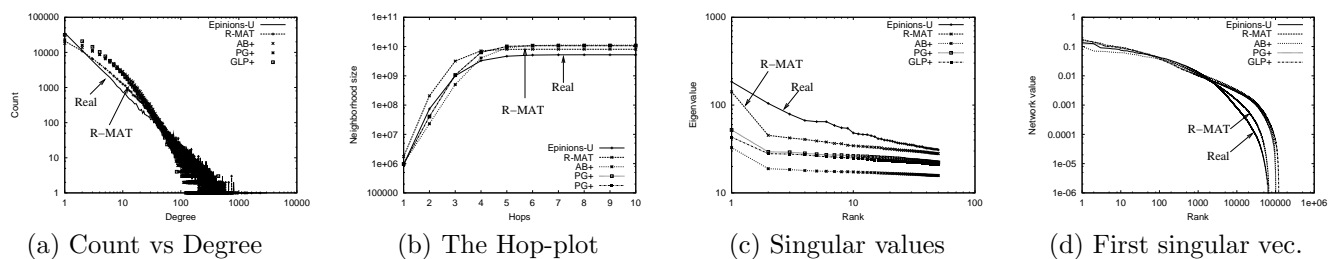 100000
10000
1000
100
10
1
1
10
100
1000
10000
Count
Degree
Epinions-U
R-MAT
AB+
PG+
GLP+
Real
R-MAT
(a) Count vs Degree
1e+11
1e+10
1e+09
1e+08
1e+07
1e+06
100000
1 2 3 4 5 6 7 8 9 10
Neighborhood size
Hops
R-MAT
Real
Epinions-U
R-MAT
AB+
PG+
PG+
(b) The Hop-plot
1000
100
10
1
10
100
Eigenvalue
Rank
Epinions-U
R-MAT
AB+
PG+
GLP+
R-MAT
Real
(c) Singular values
1
0.1
0.01
0.001
0.0001
1e-05
1e-06
1
10
100
1000
10000
100000
1e+06
Network value
Rank
Epinions-U
R-MAT
AB+
PG+
GLP+
R-MAT
Real
(d) First singular vec.